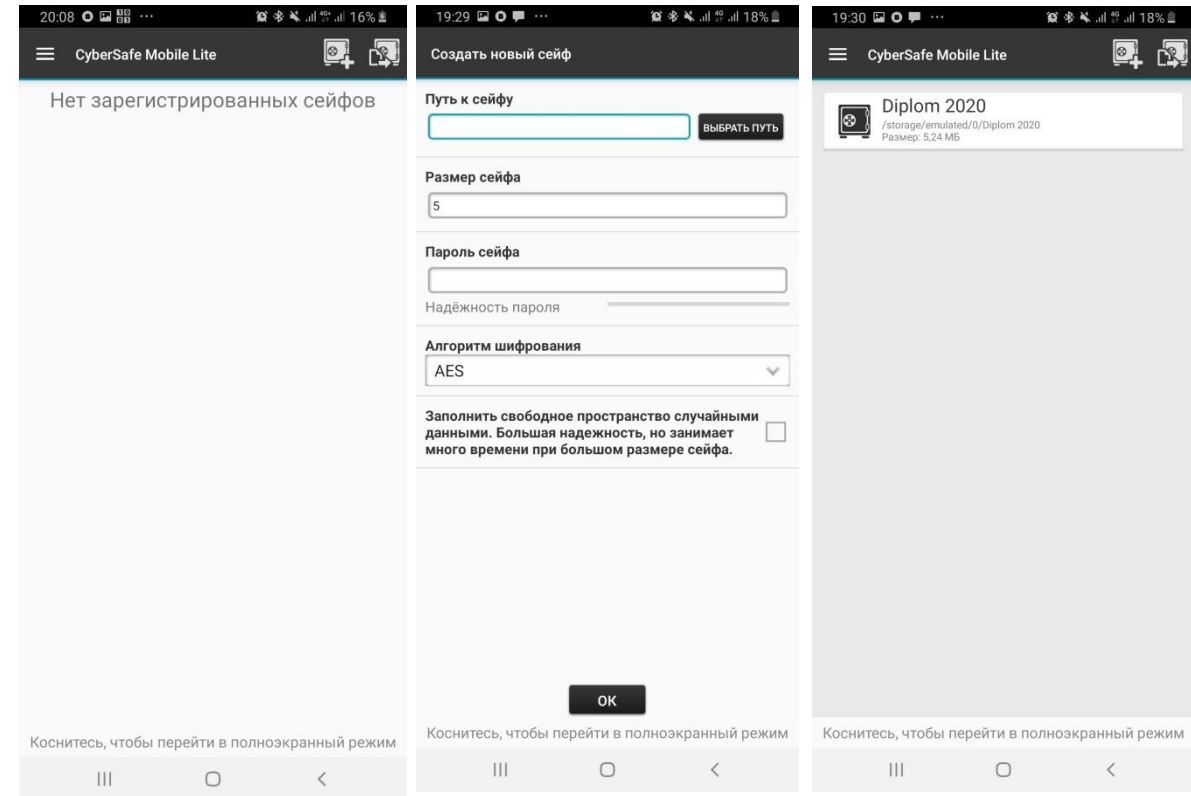 20:08 ... 16%
CyberSafe Mobile Lite
Нет зарегистрированных сейфов
Коснитесь, чтобы перейти в полноэкранный режим
19:29 ... 18%
Создать новый сейф
Путь к сейфу
ВЫБРАТЬ ПУТЬ
Размер сейфа
5
Пароль сейфа
Надёжность пароля
Алгоритм шифрования
AES
Заполнить свободное пространство случайными
данными. Большая надежность, но занимает
много времени при большом размере сейфа.
ОК
Коснитесь, чтобы перейти в полноэкранный режим
19:30 ... 18%
CyberSafe Mobile Lite
Diplom 2020
/storage/emulated/0/Diplom 2020
Размер: 5,24 МБ
Коснитесь, чтобы перейти в полноэкранный режим